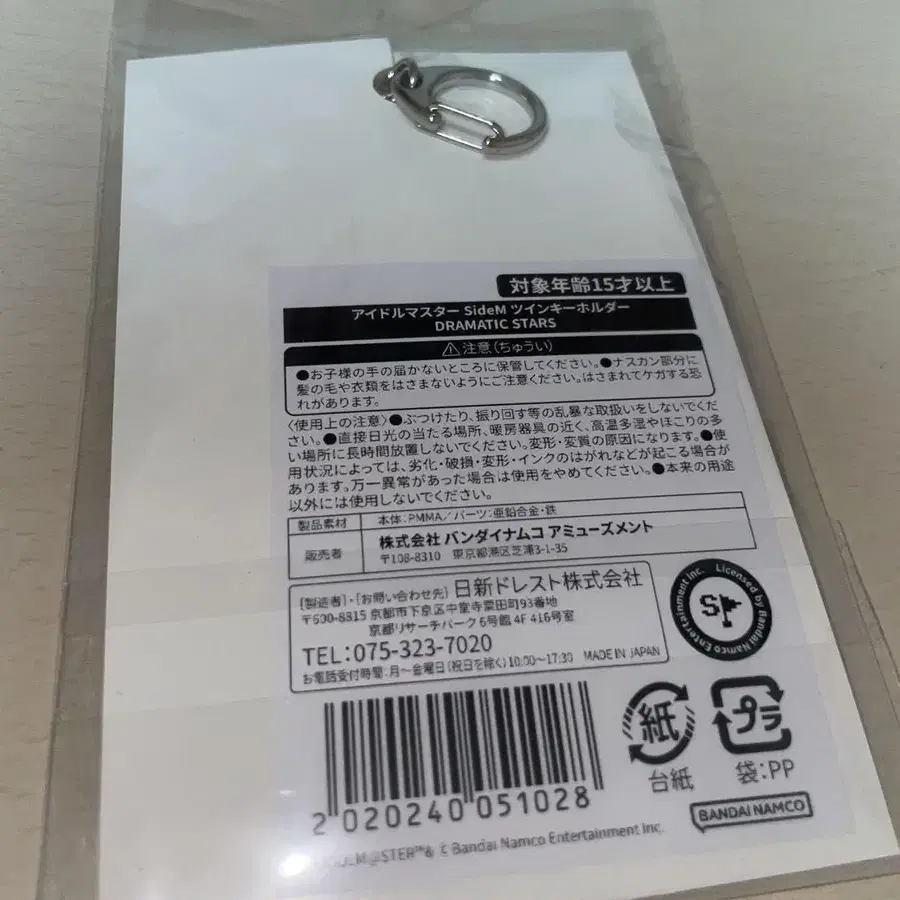 対象年齢15才以上
アイドルマスター SideM ツインキーホルダー
DRAMATIC STARS
⚠注意(ちゅうい)
●お子様の手の届かないところに保管してください。●ナスカン部分に
髪の毛や衣類をはさまないようにご注意ください。はさまれてケガする恐
れがあります。
〈使用上の注意〉●ぶつけたり、振り回す等の乱暴な取扱いをしないでくだ
さい。●直接日光の当たる場所、暖房器具の近く、高温多湿やほこりの多
い場所に長時間放置しないでください。変形・変質の原因になります。●使
用状況によっては、劣化・破損・変形・インクのはがれなどが起こる場合が
あります。万一異常があった場合は使用をやめてください。●本来の用途
以外には使用しないでください。
製品素材 本体:PMMA/パーツ:亜鉛合金・鉄
販売者 株式会社 バンダイナムコ アミューズメント
〒108-8310 東京都港区芝浦3-1-35
[製造者]・[お問い合わせ先] 日新ドレスト株式会社
〒600-8815 京都市下京区中堂寺粟田町93番地
京都リサーチパーク6号館 4F 416号室
TEL:075-323-7020
お電話受付時間:月〜金曜日(祝日を除く)10:00〜17:30 MADE IN JAPAN
Licensed by Bandai Namco Entertainment Inc.
S
紙
台紙
プラ
袋:PP
2 020240 051028
BANDAI NAMCO
M@STER™& © Bandai Namco Entertainment Inc.